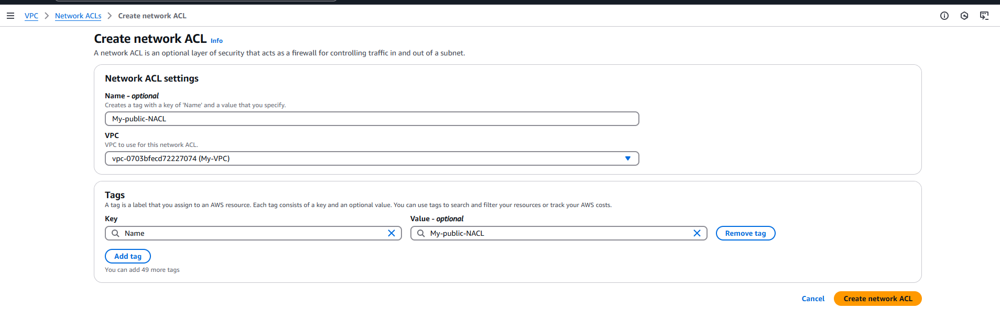 VPC > Network ACLs > Create network ACL
Create network ACL Info
A network ACL is an optional layer of security that acts as a firewall for controlling traffic in and out of a subnet.
Network ACL settings
Name - optional
Creates a tag with a key of 'Name' and a value that you specify.
My-public-NACL
VPC
VPC to use for this network ACL.
vpc-0703bfecd72227074 (My-VPC)
Tags
A tag is a label that you assign to an AWS resource. Each tag consists of a key and an optional value. You can use tags to search and filter your resources or track your AWS costs.
Key Value - optional
Name My-public-NACL Remove tag
Add tag
You can add 49 more tags
Cancel Create network ACL